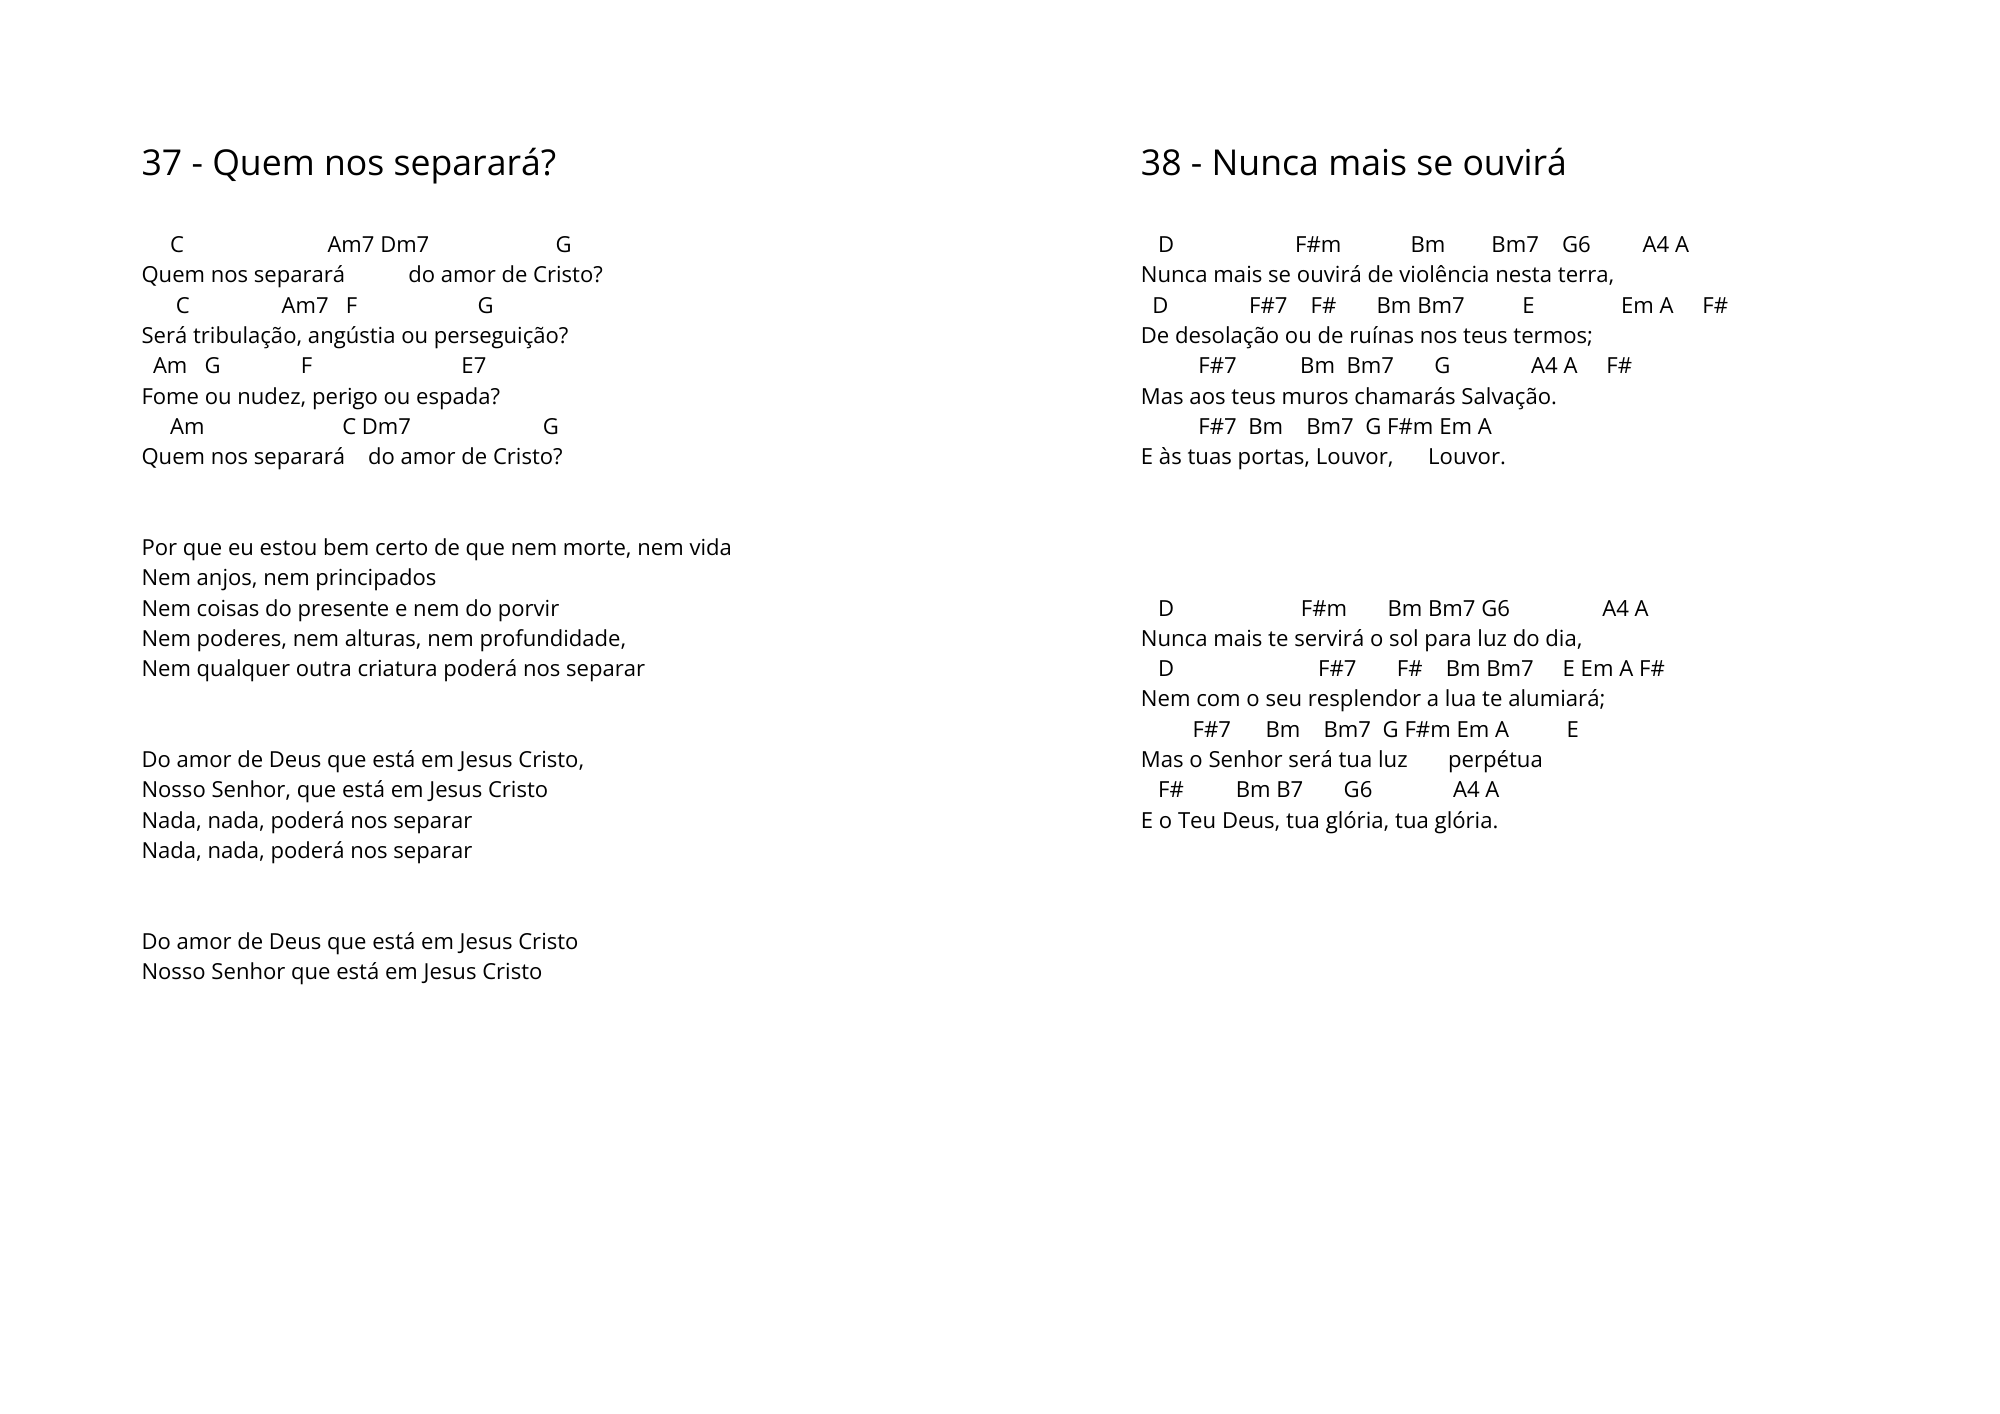 37 - Quem nos separará?
C Am7 Dm7 G
Quem nos separará do amor de Cristo?
C Am7 F G
Será tribulação, angústia ou perseguição?
Am G F E7
Fome ou nudez, perigo ou espada?
Am C Dm7 G
Quem nos separará do amor de Cristo?
Por que eu estou bem certo de que nem morte, nem vida
Nem anjos, nem principados
Nem coisas do presente e nem do porvir
Nem poderes, nem alturas, nem profundidade,
Nem qualquer outra criatura poderá nos separar
Do amor de Deus que está em Jesus Cristo,
Nosso Senhor, que está em Jesus Cristo
Nada, nada, poderá nos separar
Nada, nada, poderá nos separar
Do amor de Deus que está em Jesus Cristo
Nosso Senhor que está em Jesus Cristo
38 - Nunca mais se ouvirá
D F#m Bm Bm7 G6 A4 A
Nunca mais se ouvirá de violência nesta terra,
D F#7 F# Bm Bm7 E Em A F#
De desolação ou de ruínas nos teus termos;
F#7 Bm Bm7 G A4 A F#
Mas aos teus muros chamarás Salvação.
F#7 Bm Bm7 G F#m Em A
E às tuas portas, Louvor, Louvor.
D F#m Bm Bm7 G6 A4 A
Nunca mais te servirá o sol para luz do dia,
D F#7 F# Bm Bm7 E Em A F#
Nem com o seu resplendor a lua te alumiará;
F#7 Bm Bm7 G F#m Em A E
Mas o Senhor será tua luz perpétua
F# Bm B7 G6 A4 A
E o Teu Deus, tua glória, tua glória.